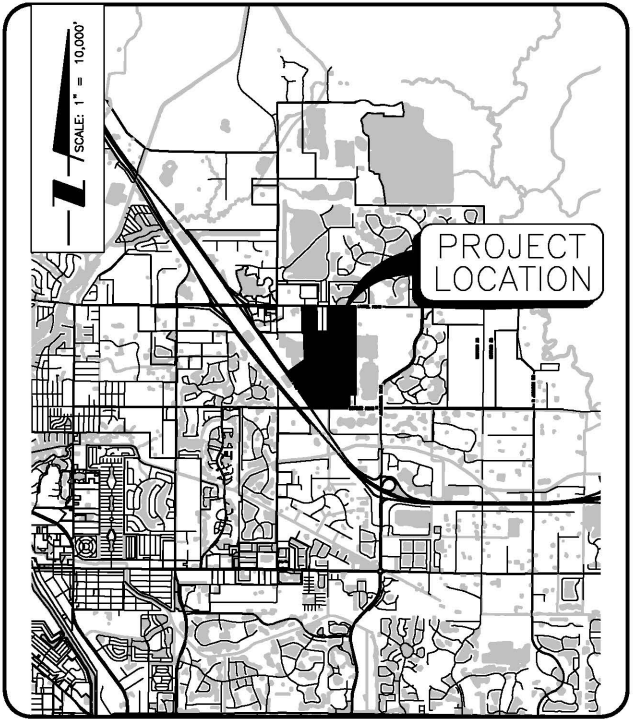 SCALE: 1" = 10,000'
PROJECT
LOCATION